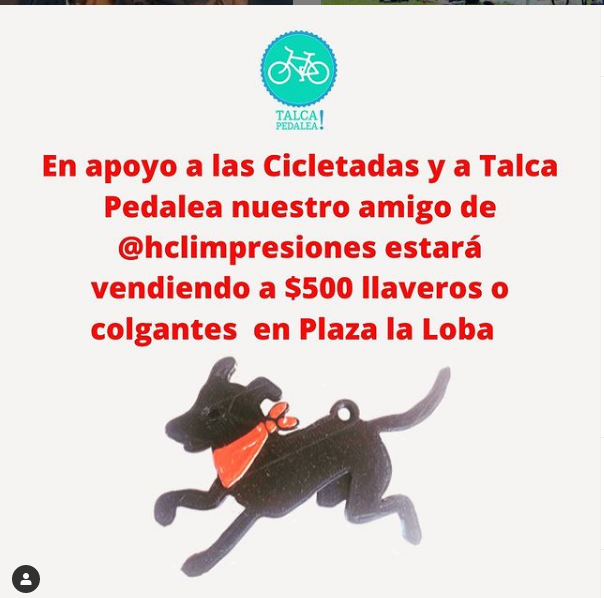 TALCA
PEDALEA!
En apoyo a las Cicletadas y a Talca
Pedalea nuestro amigo de
@hclimpresiones estará
vendiendo a $500 llaveros o
colgantes en Plaza la Loba